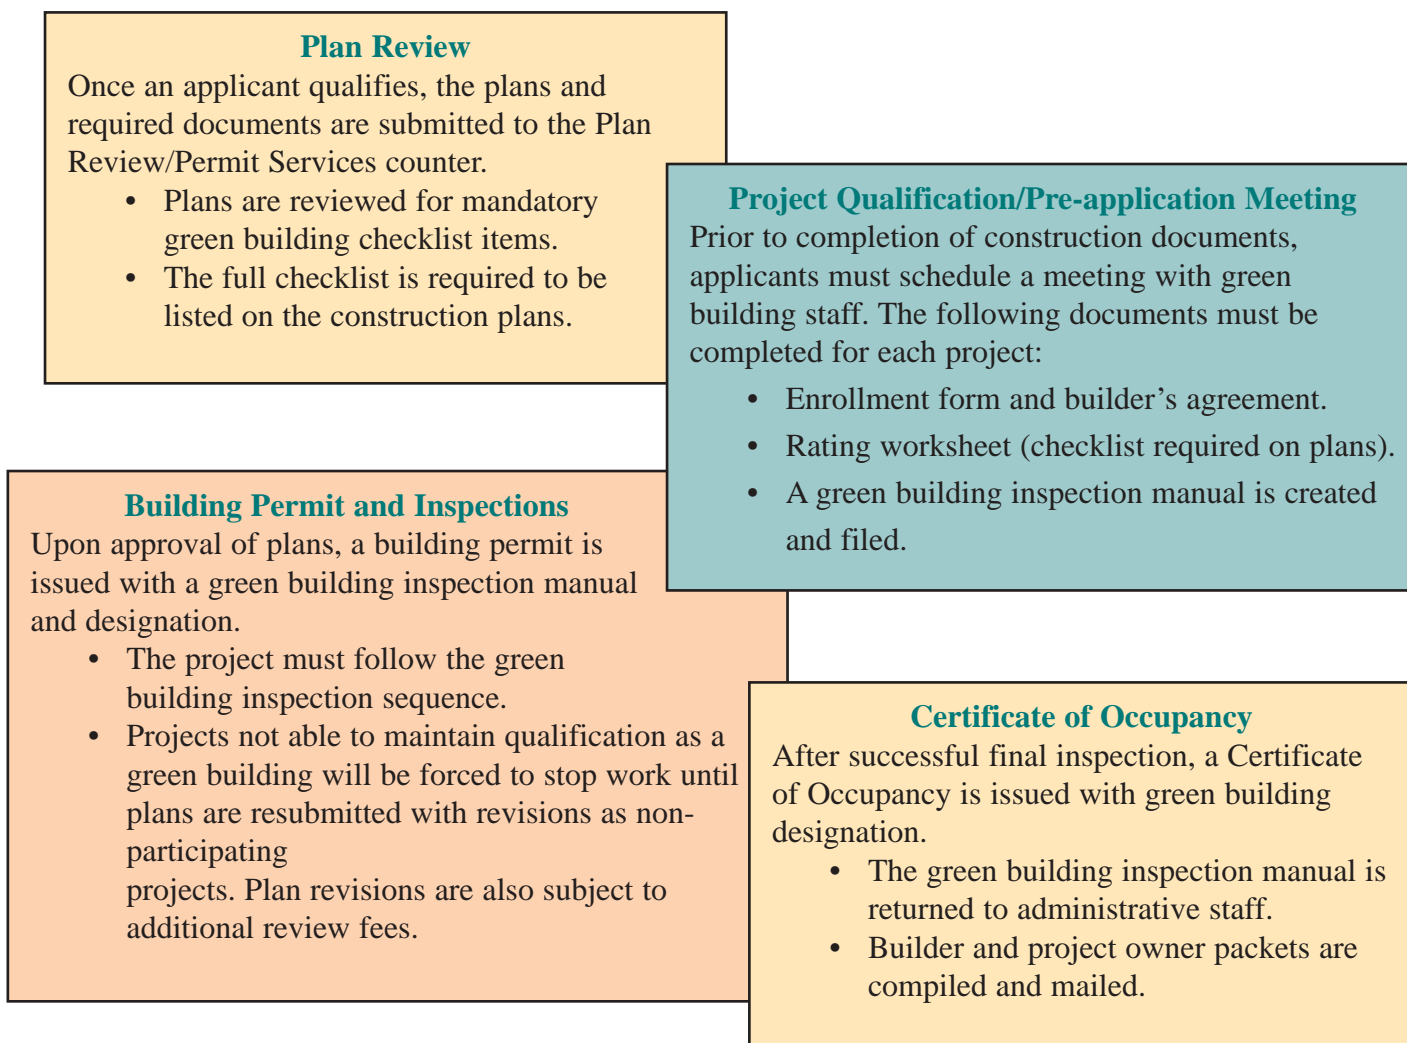 Plan Review
Once an applicant qualifies, the plans and
required documents are submitted to the Plan
Review/Permit Services counter.
• Plans are reviewed for mandatory
green building checklist items.
• The full checklist is required to be
listed on the construction plans.
Project Qualification/Pre-application Meeting
Prior to completion of construction documents,
applicants must schedule a meeting with green
building staff. The following documents must be
completed for each project:
• Enrollment form and builder’s agreement.
• Rating worksheet (checklist required on plans).
• A green building inspection manual is created
and filed.
Building Permit and Inspections
Upon approval of plans, a building permit is
issued with a green building inspection manual
and designation.
• The project must follow the green
building inspection sequence.
• Projects not able to maintain qualification as a
green building will be forced to stop work until
plans are resubmitted with revisions as non-
participating
projects. Plan revisions are also subject to
additional review fees.
Certificate of Occupancy
After successful final inspection, a Certificate
of Occupancy is issued with green building
designation.
• The green building inspection manual is
returned to administrative staff.
• Builder and project owner packets are
compiled and mailed.